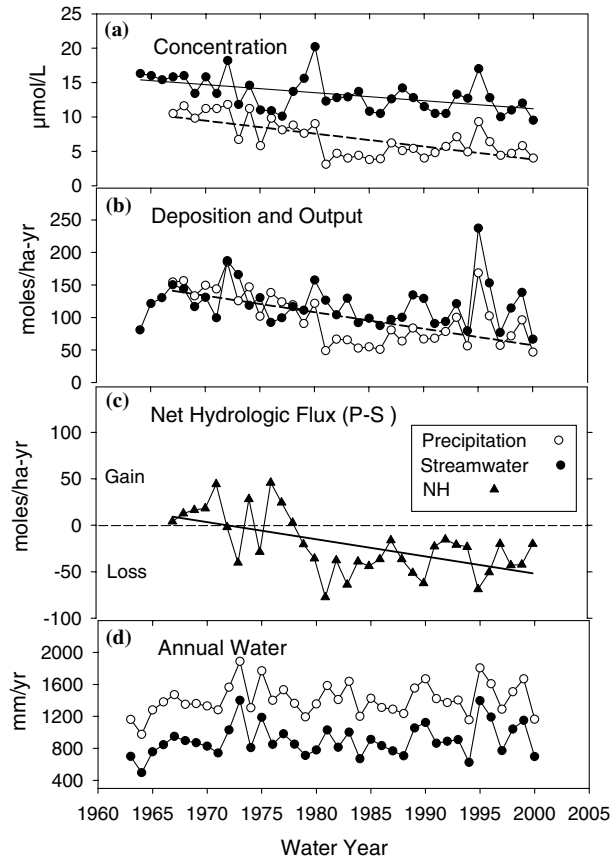 (a) Concentration
µmol/L
25
20
15
10
5
0
(b) Deposition and Output
moles/ha-yr
250
200
150
100
50
0
(c) Net Hydrologic Flux (P-S )
moles/ha-yr
100
50
0
-50
-100
Gain
Loss
Precipitation
Streamwater
NH
(d) Annual Water
mm/yr
2000
1600
1200
800
400
1960 1965 1970 1975 1980 1985 1990 1995 2000 2005
Water Year